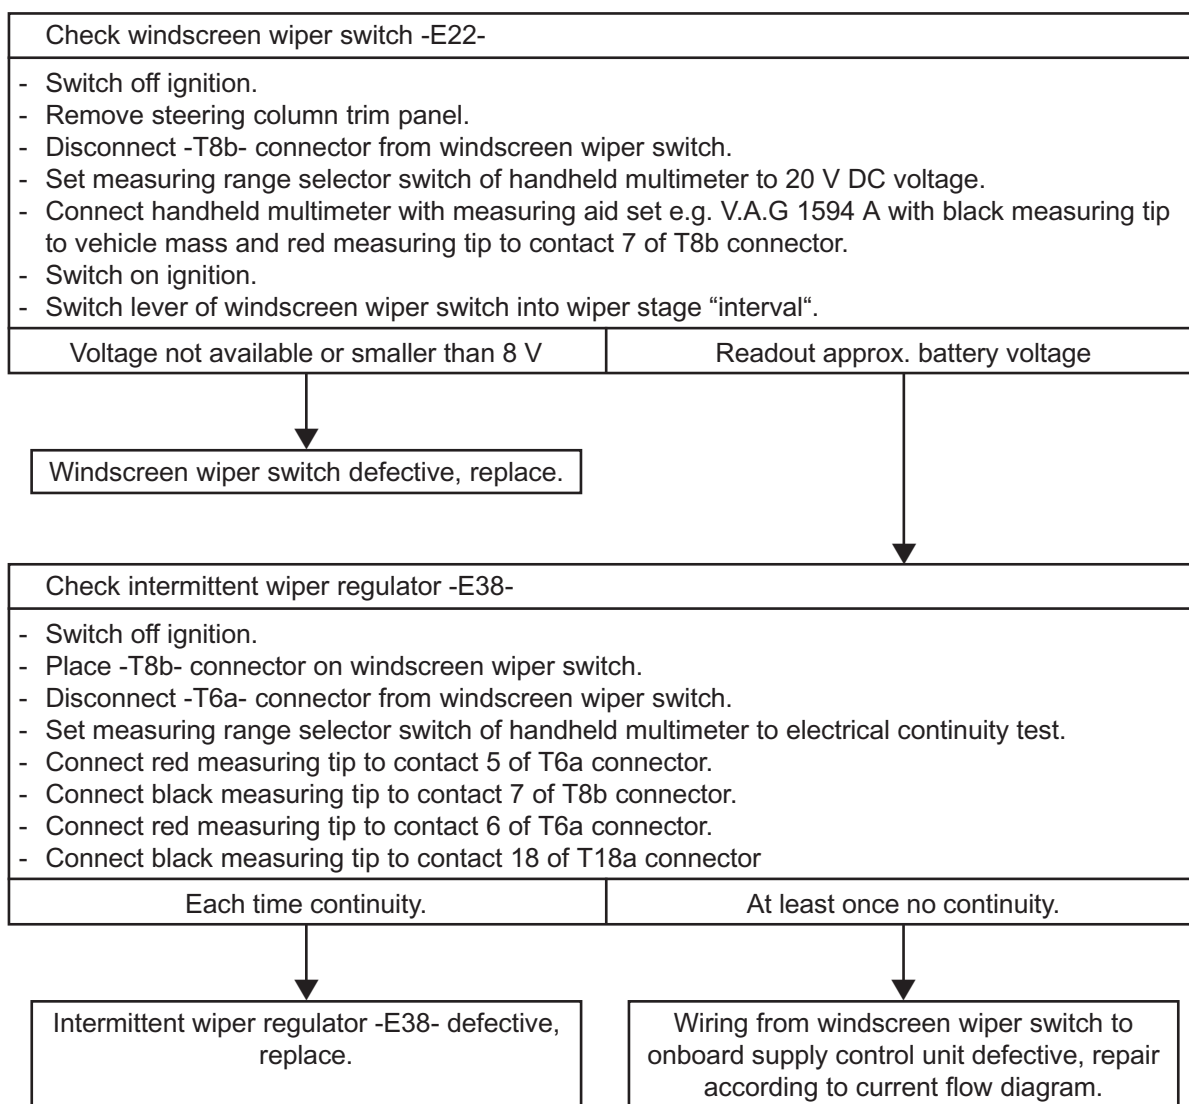 Check windscreen wiper switch -E22-
- Switch off ignition.
- Remove steering column trim panel.
- Disconnect -T8b- connector from windscreen wiper switch.
- Set measuring range selector switch of handheld multimeter to 20 V DC voltage.
- Connect handheld multimeter with measuring aid set e.g. V.A.G 1594 A with black measuring tip
to vehicle mass and red measuring tip to contact 7 of T8b connector.
- Switch on ignition.
- Switch lever of windscreen wiper switch into wiper stage “interval“.
Voltage not available or smaller than 8 V
Readout approx. battery voltage
Windscreen wiper switch defective, replace.
Check intermittent wiper regulator -E38-
- Switch off ignition.
- Place -T8b- connector on windscreen wiper switch.
- Disconnect -T6a- connector from windscreen wiper switch.
- Set measuring range selector switch of handheld multimeter to electrical continuity test.
- Connect red measuring tip to contact 5 of T6a connector.
- Connect black measuring tip to contact 7 of T8b connector.
- Connect red measuring tip to contact 6 of T6a connector.
- Connect black measuring tip to contact 18 of T18a connector
Each time continuity.
At least once no continuity.
Intermittent wiper regulator -E38- defective,
replace.
Wiring from windscreen wiper switch to
onboard supply control unit defective, repair
according to current flow diagram.